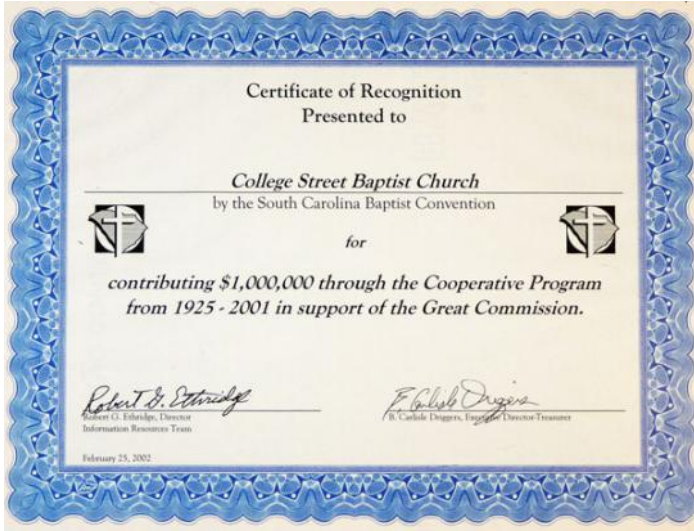 Certificate of Recognition
Presented to
College Street Baptist Church
by the South Carolina Baptist Convention
for
contributing $1,000,000 through the Cooperative Program
from 1925 - 2001 in support of the Great Commission.
Robert G. Ethridge
Robert G. Ethridge, Director
Information Resources Team
B. Carlisle Driggers
B. Carlisle Driggers, Executive Director-Treasurer
February 25, 2002